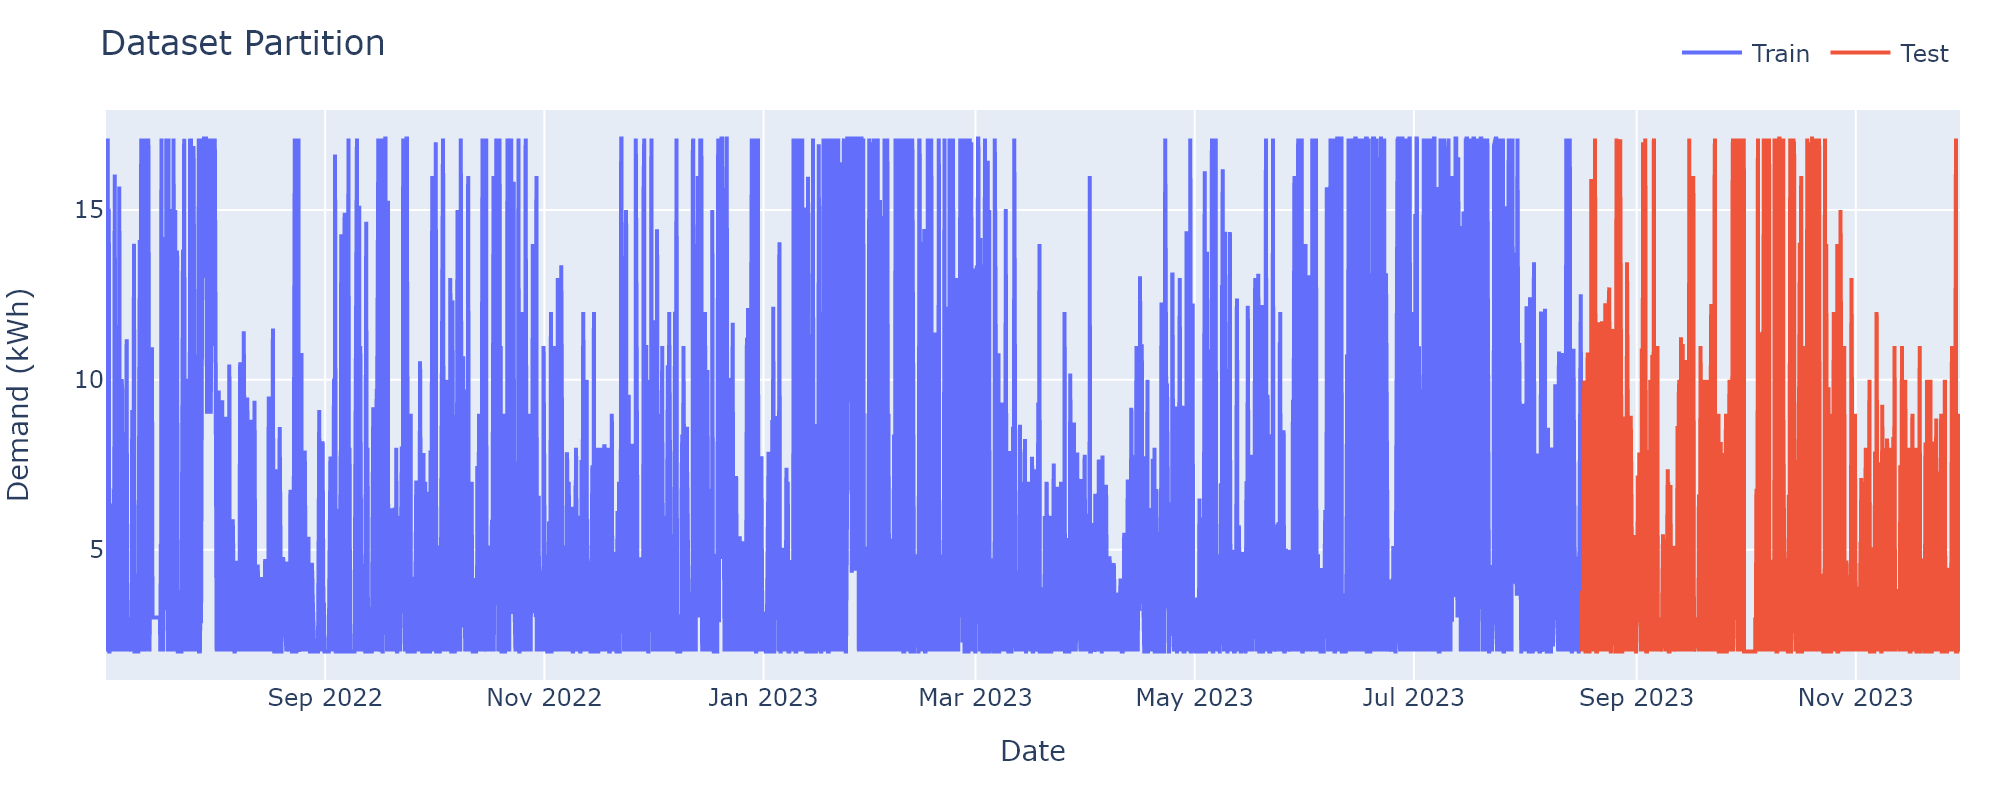 Dataset Partition
Train
Test
Demand (kWh)
15
10
5
Sep 2022
Nov 2022
Jan 2023
Mar 2023
May 2023
Jul 2023
Sep 2023
Nov 2023
Date